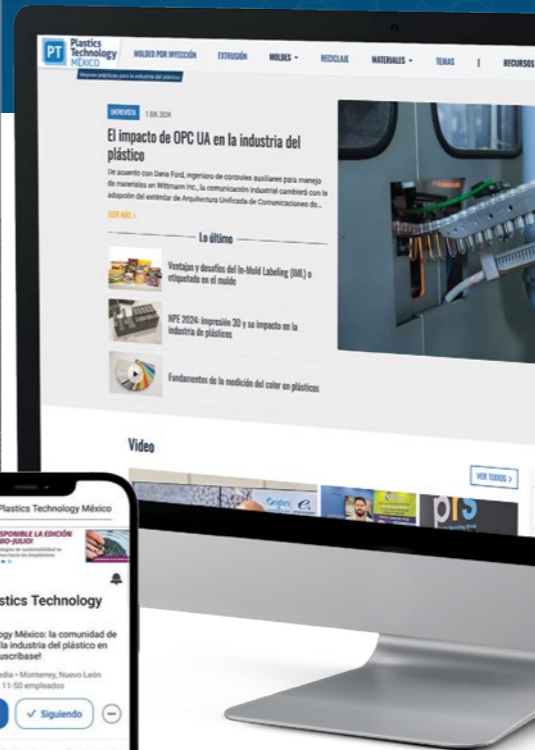 PT
Plastics
Technology
MÉXICO
Mejores prácticas para la industria del plástico
MOLDEO POR INYECCIÓN
EXTRUSIÓN
MOLDES
RECICLAJE
MATERIALES
TEMAS
|
RECURSOS
ENTREVISTA
7 JUN. 2024
El impacto de OPC UA en la industria del
plástico
De acuerdo con Dana Ford, ingeniero de controles auxiliares para manejo
de materiales en Wittmann Inc., la comunicación industrial cambiará con la
adopción del estándar de Arquitectura Unificada de Comunicaciones de...
LEER MÁS >
Lo último
Ventajas y desafíos del In-Mold Labeling (IML) o
etiquetado en el molde
NPE 2024: impresión 3D y su impacto en la
industria de plásticos
Fundamentos de la medición del color en plásticos
Video
VER TODOS >
Plastics Technology México
SPONIBLE LA EDICIÓN
IO-JULIO!
stics Technology
ogy México: la comunidad de
la industria del plástico en
uscríbase!
edia • Monterrey, Nuevo León
11-50 empleados
✓ Siguiendo